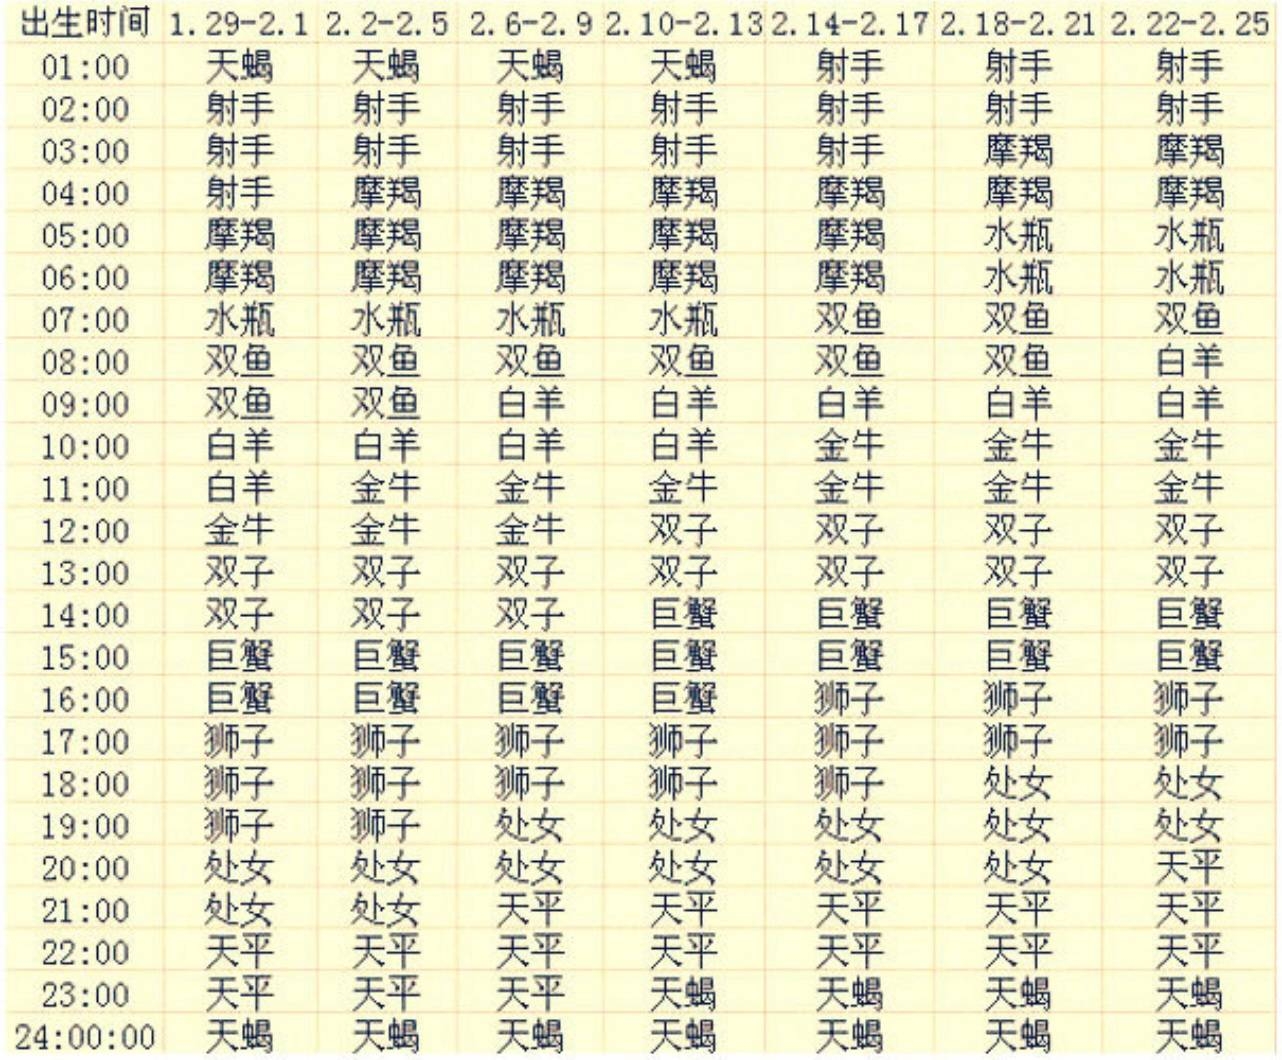 出生时间 1.29-2.1 2.2-2.5 2.6-2.9 2.10-2.13 2.14-2.17 2.18-2.21 2.22-2.25
01:00 天蝎 天蝎 天蝎 天蝎 射手 射手 射手
02:00 射手 射手 射手 射手 射手 射手 射手
03:00 射手 射手 射手 射手 射手 摩羯 摩羯
04:00 射手 摩羯 摩羯 摩羯 摩羯 摩羯 摩羯
05:00 摩羯 摩羯 摩羯 摩羯 摩羯 水瓶 水瓶
06:00 摩羯 摩羯 摩羯 摩羯 摩羯 水瓶 水瓶
07:00 水瓶 水瓶 水瓶 水瓶 双鱼 双鱼 双鱼
08:00 双鱼 双鱼 双鱼 双鱼 双鱼 双鱼 白羊
09:00 双鱼 双鱼 白羊 白羊 白羊 白羊 白羊
10:00 白羊 白羊 白羊 白羊 金牛 金牛 金牛
11:00 白羊 金牛 金牛 金牛 金牛 金牛 金牛
12:00 金牛 金牛 金牛 双子 双子 双子 双子
13:00 双子 双子 双子 双子 双子 双子 双子
14:00 双子 双子 双子 巨蟹 巨蟹 巨蟹 巨蟹
15:00 巨蟹 巨蟹 巨蟹 巨蟹 巨蟹 巨蟹 巨蟹
16:00 巨蟹 巨蟹 巨蟹 巨蟹 狮子 狮子 狮子
17:00 狮子 狮子 狮子 狮子 狮子 狮子 狮子
18:00 狮子 狮子 狮子 狮子 狮子 处女 处女
19:00 狮子 狮子 处女 处女 处女 处女 处女
20:00 处女 处女 处女 处女 处女 处女 天平
21:00 处女 处女 天平 天平 天平 天平 天平
22:00 天平 天平 天平 天平 天平 天平 天平
23:00 天平 天平 天平 天蝎 天蝎 天蝎 天蝎
24:00:00 天蝎 天蝎 天蝎 天蝎 天蝎 天蝎 天蝎